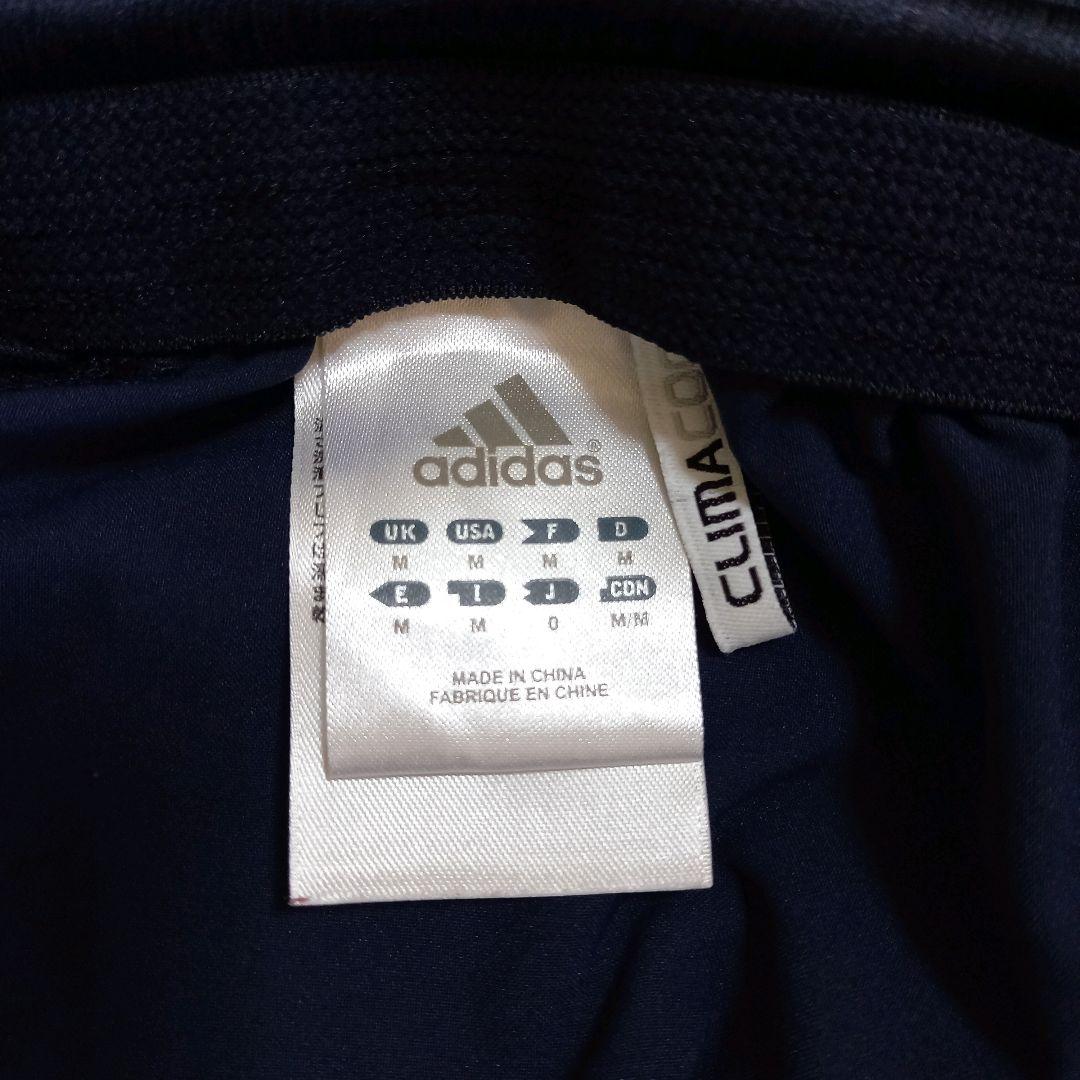 adidas®
UK USA F D
M M M M
E I J CDN
M M O M/M
MADE IN CHINA
FABRIQUE EN CHINE
CLIMACO